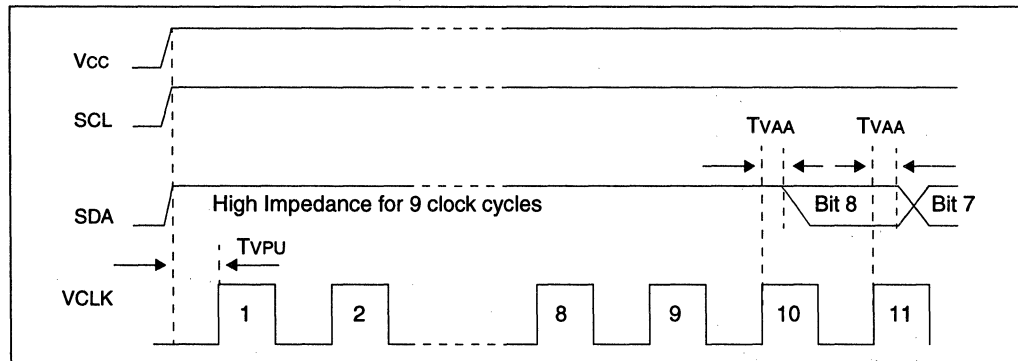 Vcc
SCL
TVAA TVAA
SDA High Impedance for 9 clock cycles Bit 8 Bit 7
TVPU
VCLK 1 2 8 9 10 11